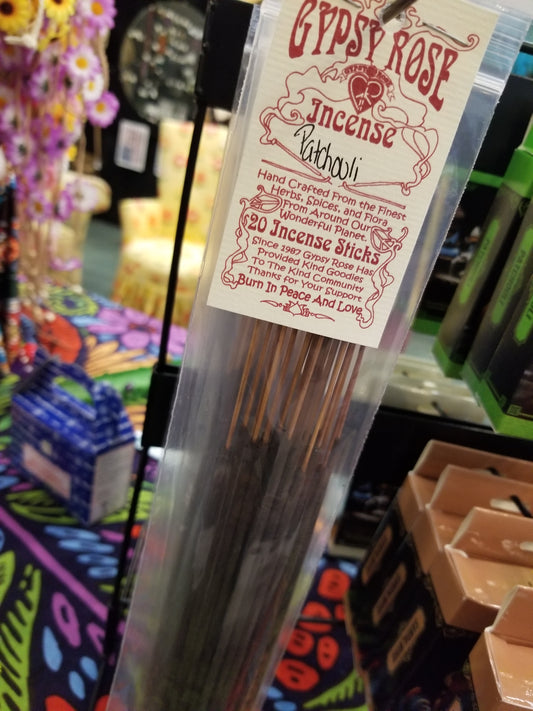 GYPSY ROSE
Incense
Patchouli
Hand Crafted From the Finest
Herbs, Spices, and Flora
From Around Our
Wonderful Planet.
20 Incense Sticks
Since 1987 Gypsy Rose Has
Provided Kind Goodies
To The Kind Community
Thanks For Your Support
Burn In Peace And Love